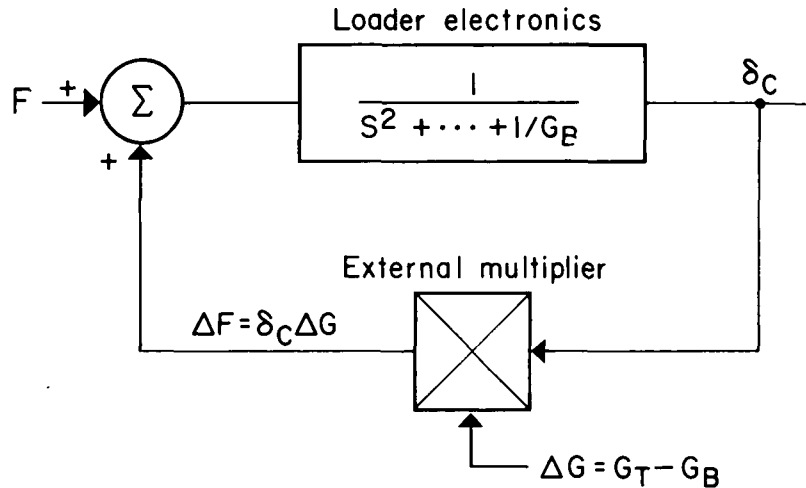 Loader electronics
F
+
Σ
+
1
S² + ··· + 1/G_B
δ_C
External multiplier
ΔF = δ_C ΔG
ΔG = G_T − G_B